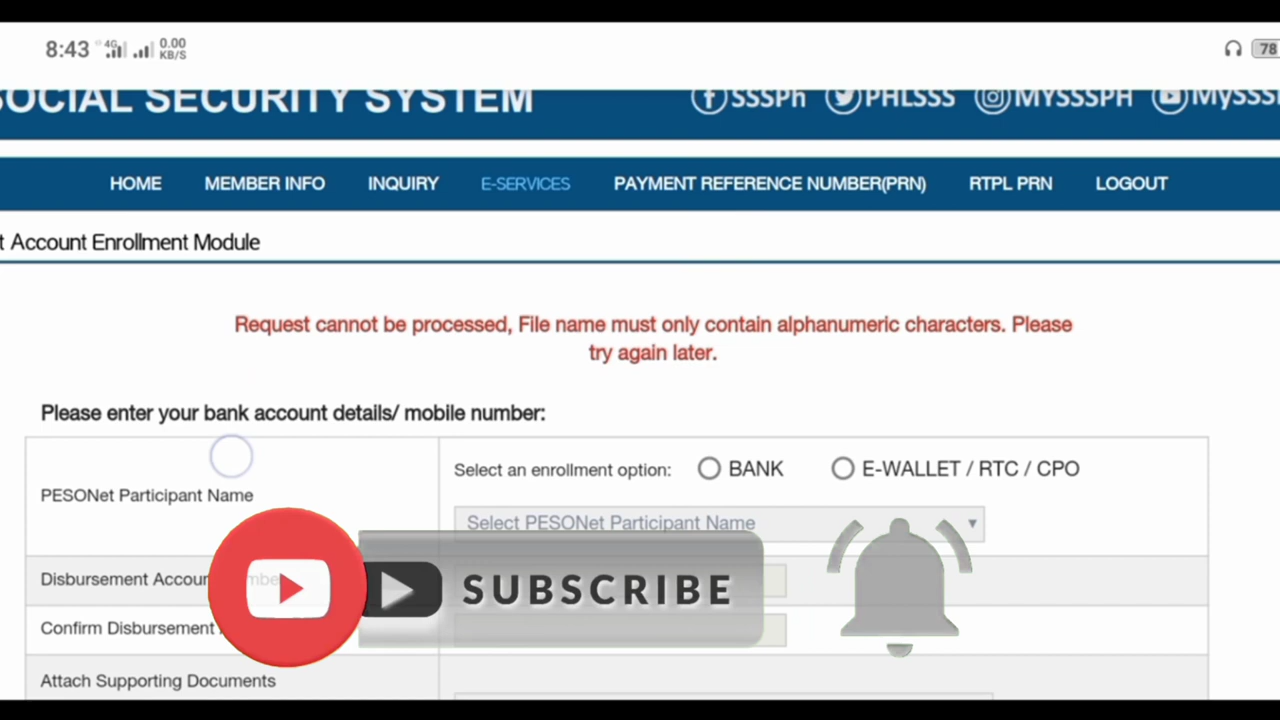 8:43 4G 0.00 KB/S 78
SOCIAL SECURITY SYSTEM SSSPh PHLSSS MYSSSPH MySSS
HOME MEMBER INFO INQUIRY E-SERVICES PAYMENT REFERENCE NUMBER(PRN) RTPL PRN LOGOUT
t Account Enrollment Module
Request cannot be processed, File name must only contain alphanumeric characters. Please
try again later.
Please enter your bank account details/ mobile number:
Select an enrollment option: BANK E-WALLET / RTC / CPO
PESONet Participant Name
Select PESONet Participant Name
Disbursement Accou
SUBSCRIBE
Confirm Disbursement
Attach Supporting Documents